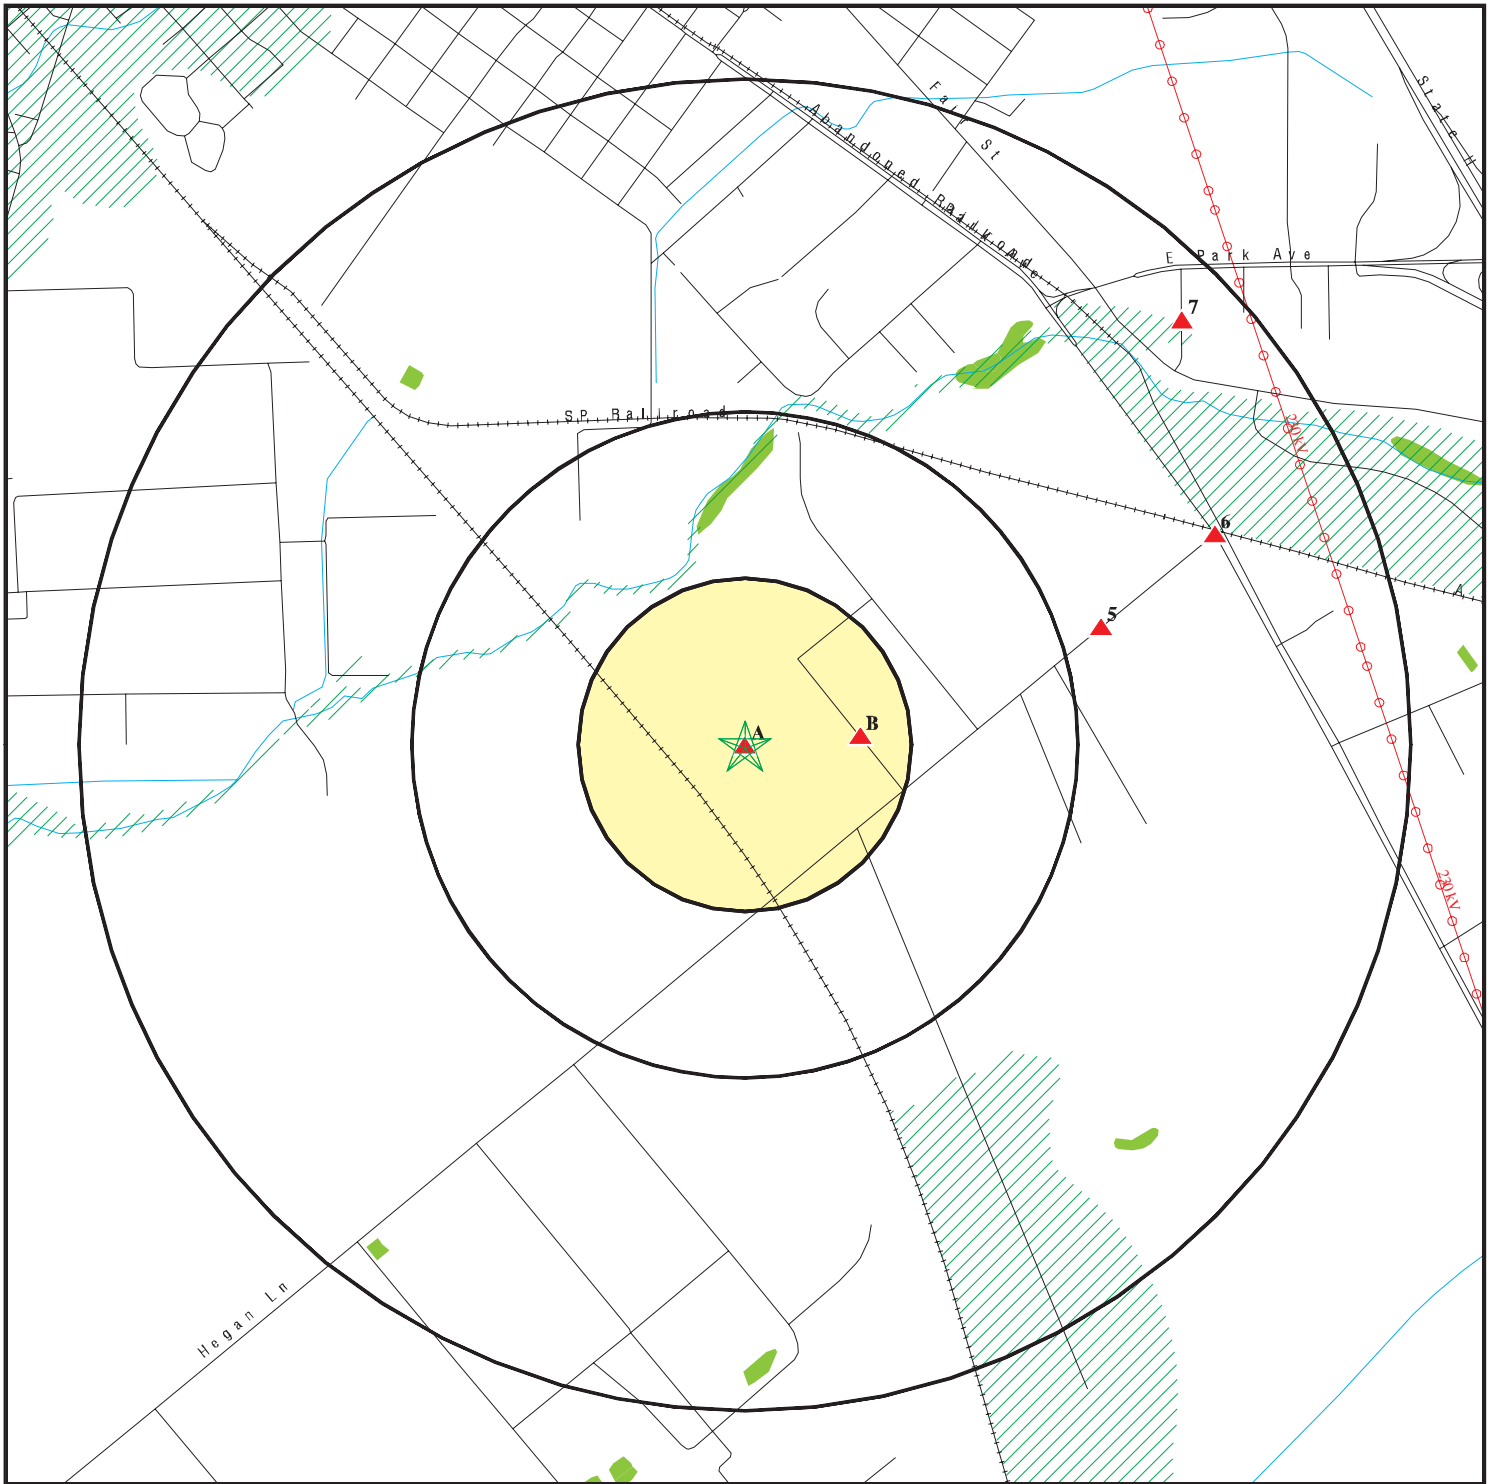 State H
Fair St
Abandoned Railroad
E Park Ave
7
SP Railroad
230kV
6
A
5
B
A
230kV
Hegan Ln